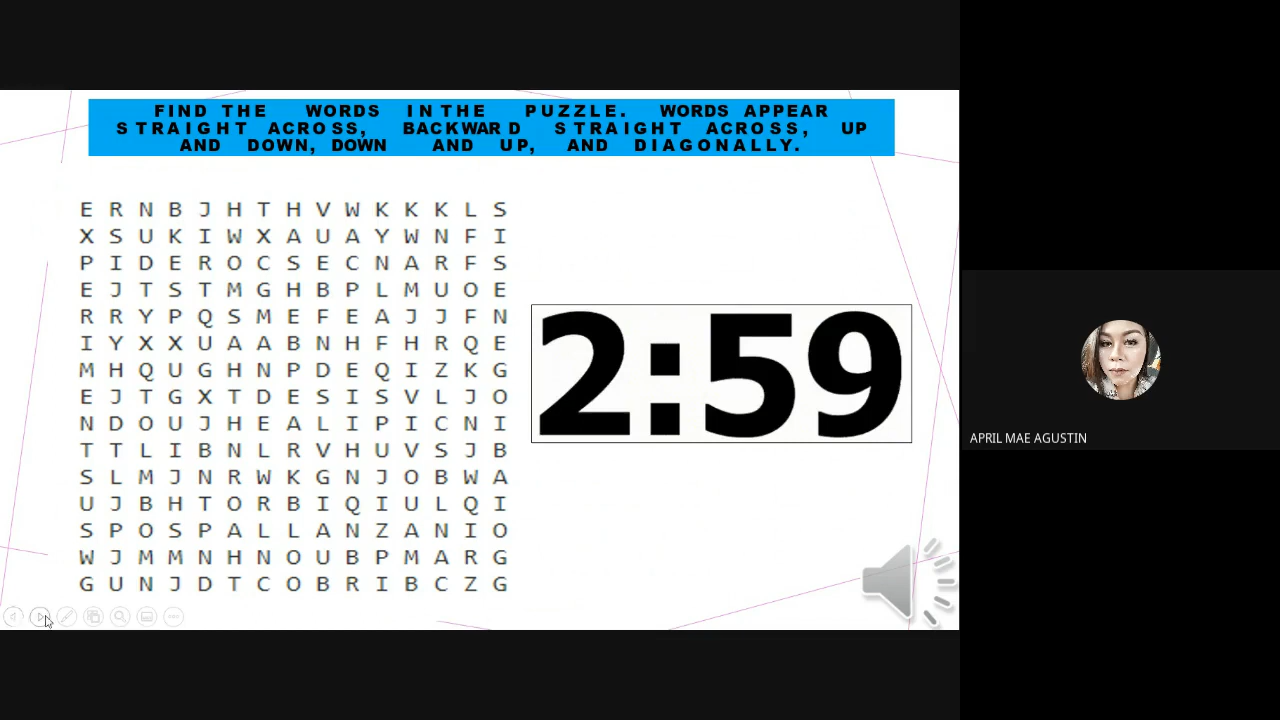 FIND THE WORDS IN THE PUZZLE. WORDS APPEAR
STRAIGHT ACROSS, BACKWARD STRAIGHT ACROSS, UP
AND DOWN, DOWN AND UP, AND DIAGONALLY.
E R N B J H T H V W K K K L S
X S U K I W X A U A Y W N F I
P I D E R O C S E C N A R F S
E J T S T M G H B P L M U O E
R R Y P Q S M E F E A J J F N
I Y X X U A A B N H F H R Q E
M H Q U G H N P D E Q I Z K G
E J T G X T D E S I S V L J O
N D O U J H E A L I P I C N I
T T L I B N L R V H U V S J B
S L M J N R W K G N J O B W A
U J B H T O R B I Q I U L Q I
S P O S P A L L A N Z A N I O
W J M M N H N O U B P M A R G
G U N J D T C O B R I B C Z G
2:59
APRIL MAE AGUSTIN